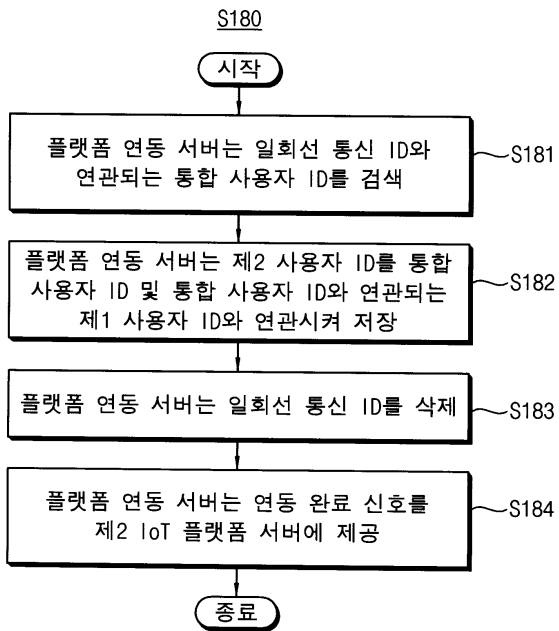 S180
시작
플랫폼 연동 서버는 일회선 통신 ID와
연관되는 통합 사용자 ID를 검색
S181
플랫폼 연동 서버는 제2 사용자 ID를 통합
사용자 ID 및 통합 사용자 ID와 연관되는
제1 사용자 ID와 연관시켜 저장
S182
플랫폼 연동 서버는 일회선 통신 ID를 삭제
S183
플랫폼 연동 서버는 연동 완료 신호를
제2 IoT 플랫폼 서버에 제공
S184
종료